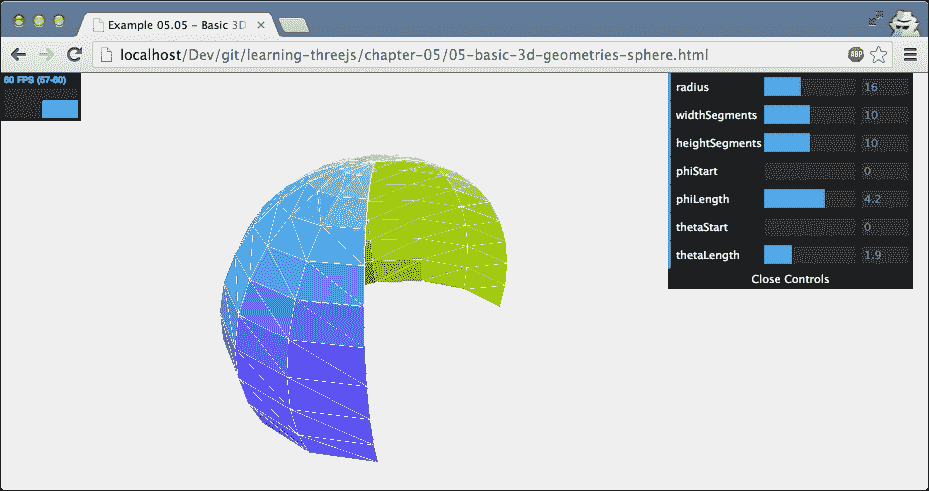 Example 05.05 – Basic 3D
localhost/Dev/git/learning-threejs/chapter-05/05-basic-3d-geometries-sphere.html
ABP
60 FPS (57-60)
radius 16
widthSegments 10
heightSegments 10
phiStart 0
phiLength 4.2
thetaStart 0
thetaLength 1.9
Close Controls